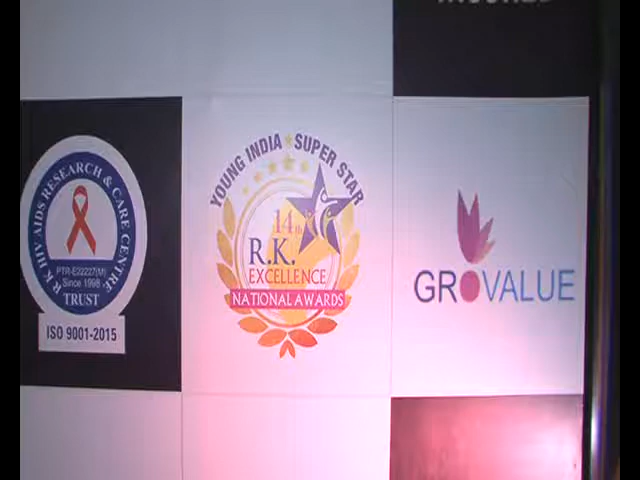 R.K HIV AIDS RESEARCH & CARE CENTRE
PTR-E22227(M)
Since 1998
TRUST
ISO 9001-2015
YOUNG INDIA SUPER STAR
14th
R.K.
EXCELLENCE
NATIONAL AWARDS
GROVALUE